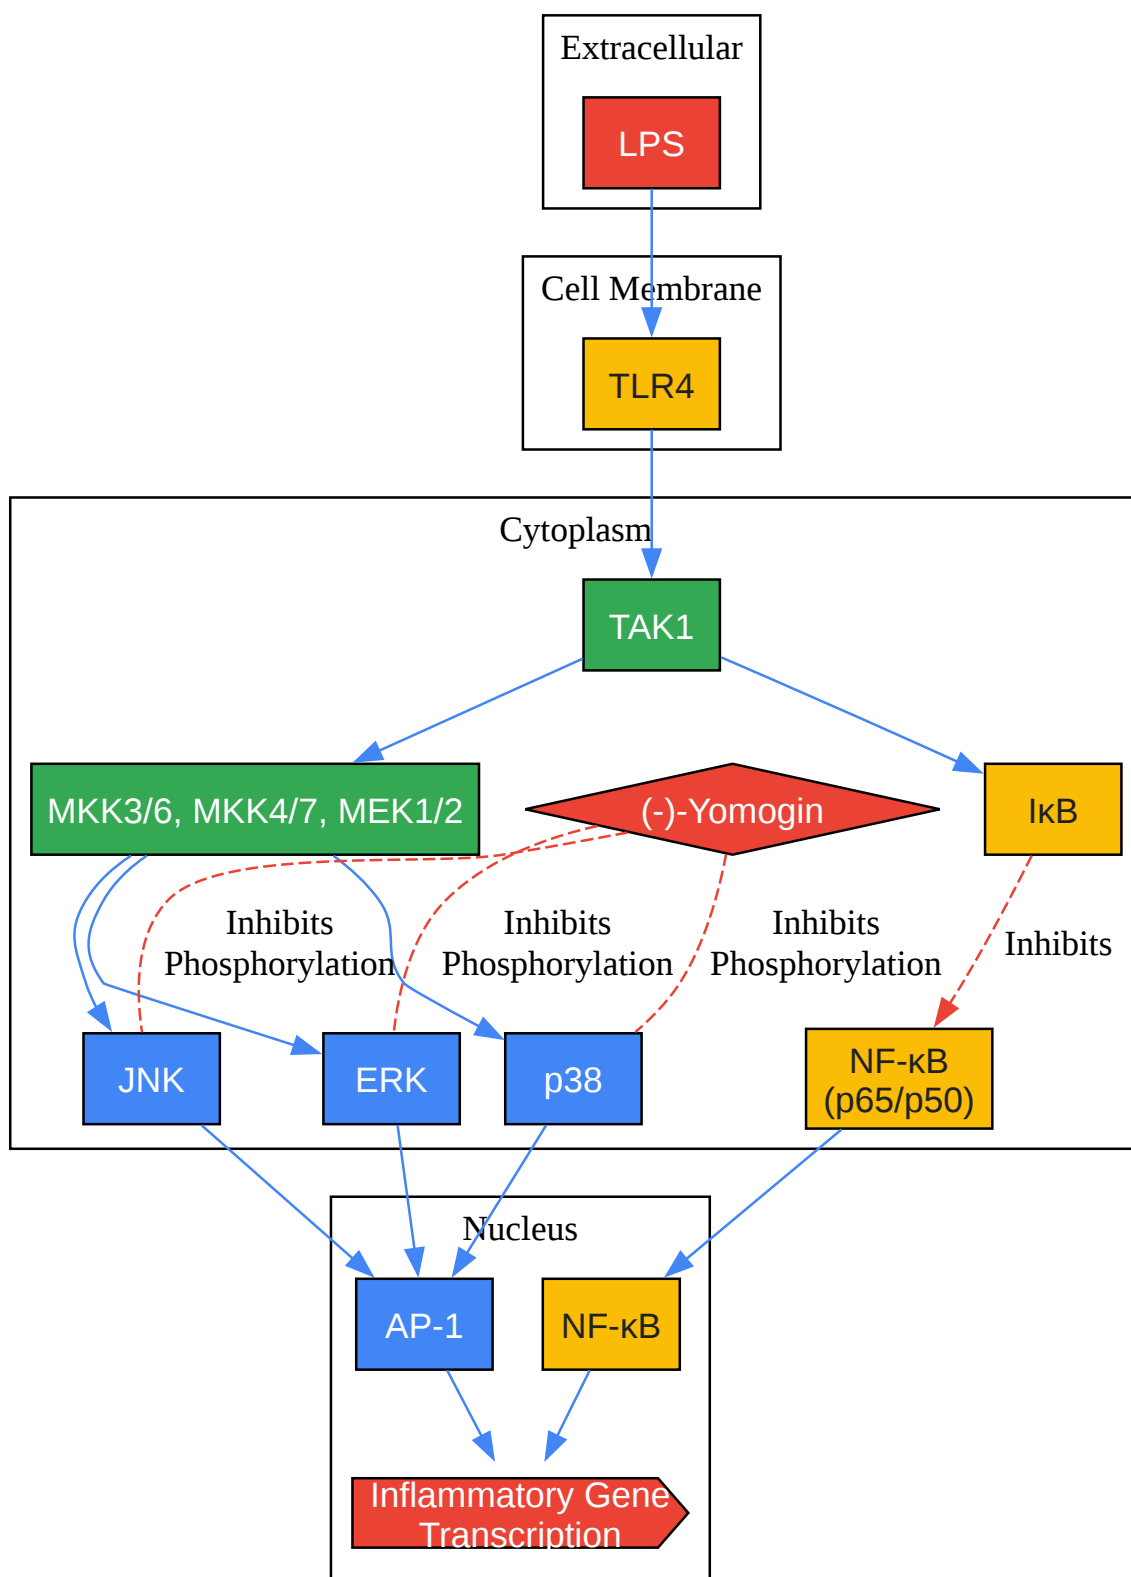 Extracellular
LPS
Cell Membrane
TLR4
Cytoplasm
TAK1
MKK3/6, MKK4/7, MEK1/2
(-)-Yomogin
IκB
Inhibits
Phosphorylation
Inhibits
Phosphorylation
Inhibits
Phosphorylation
Inhibits
JNK
ERK
p38
NF-κB
(p65/p50)
Nucleus
AP-1
NF-κB
Inflammatory Gene
Transcription